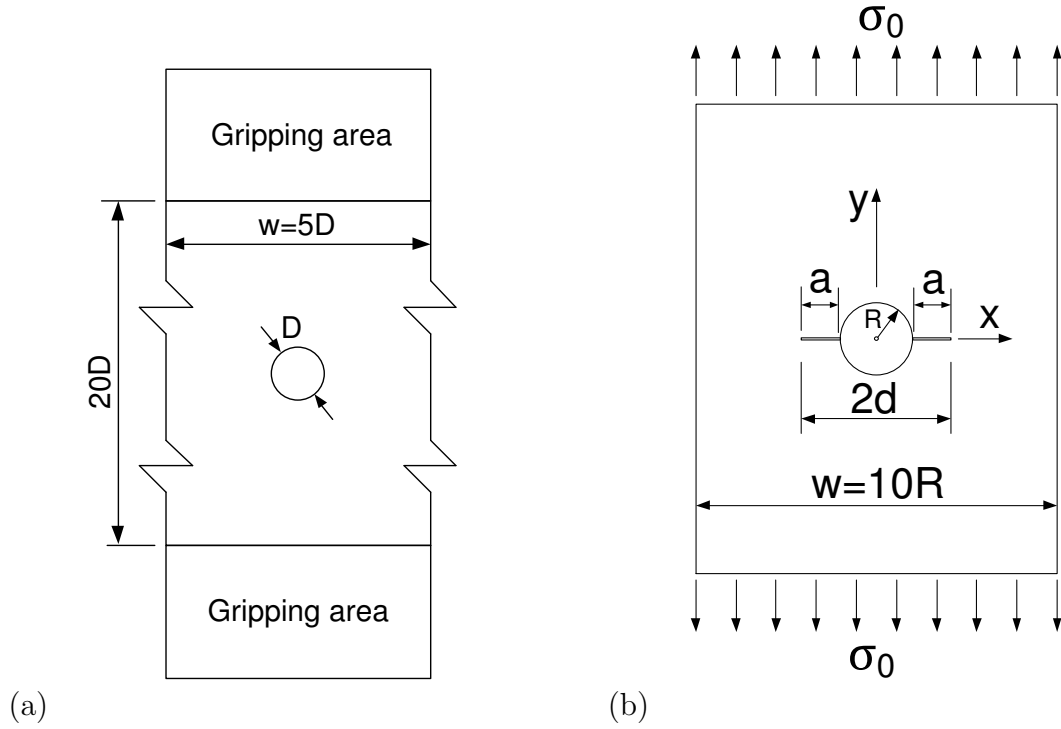 Gripping area
w=5D
D
20D
Gripping area
(a)
σ0
y
a
a
R
x
2d
w=10R
σ0
(b)